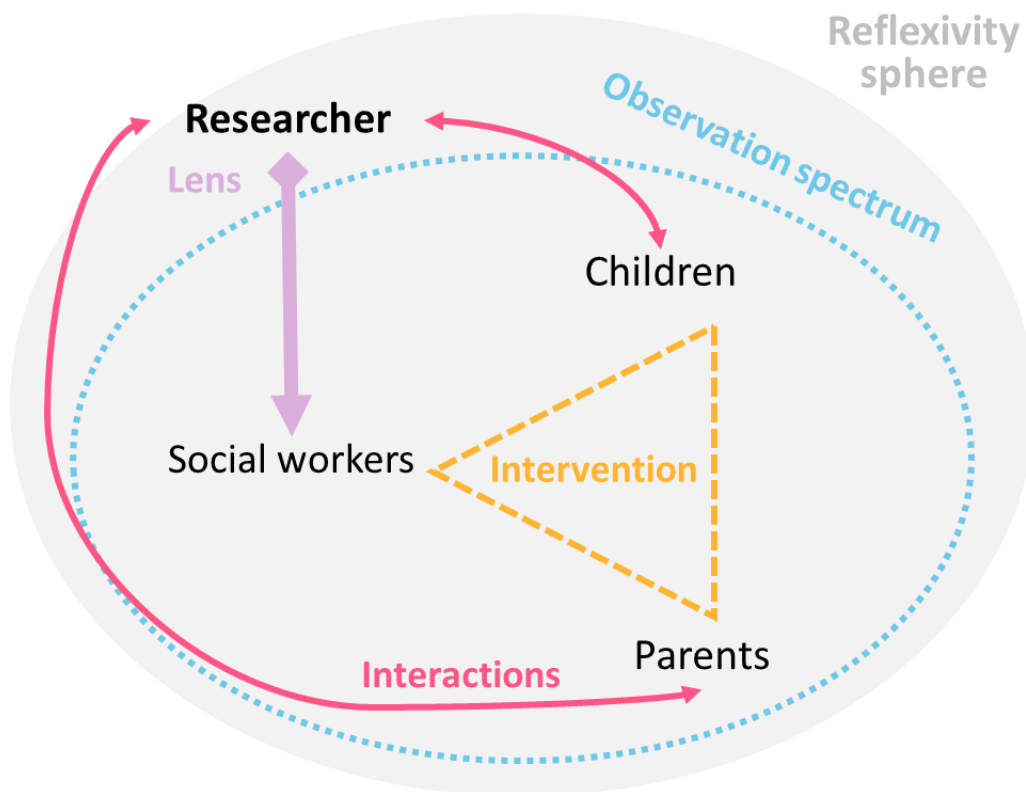 Reflexivity
sphere
Observation spectrum
Researcher
Lens
Children
Social workers
Intervention
Parents
Interactions